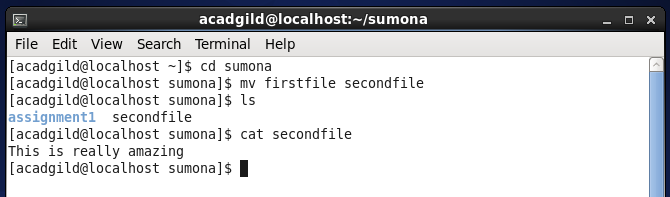 acadgild@localhost:~/sumona
File Edit View Search Terminal Help
[acadgild@localhost ~]$ cd sumona
[acadgild@localhost sumona]$ mv firstfile secondfile
[acadgild@localhost sumona]$ ls
assignment1  secondfile
[acadgild@localhost sumona]$ cat secondfile
This is really amazing
[acadgild@localhost sumona]$